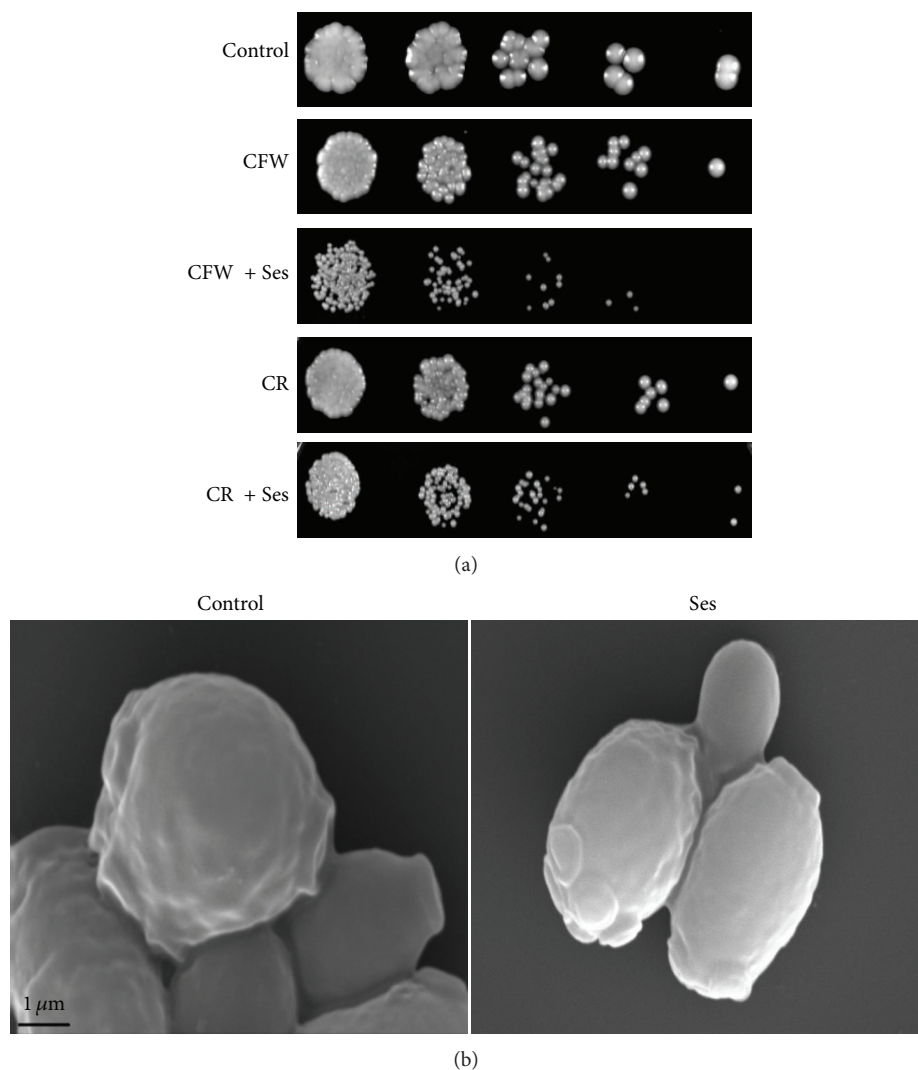 Control
CFW
CFW + Ses
CR
CR + Ses
(a)
Control
Ses
1 μm
(b)